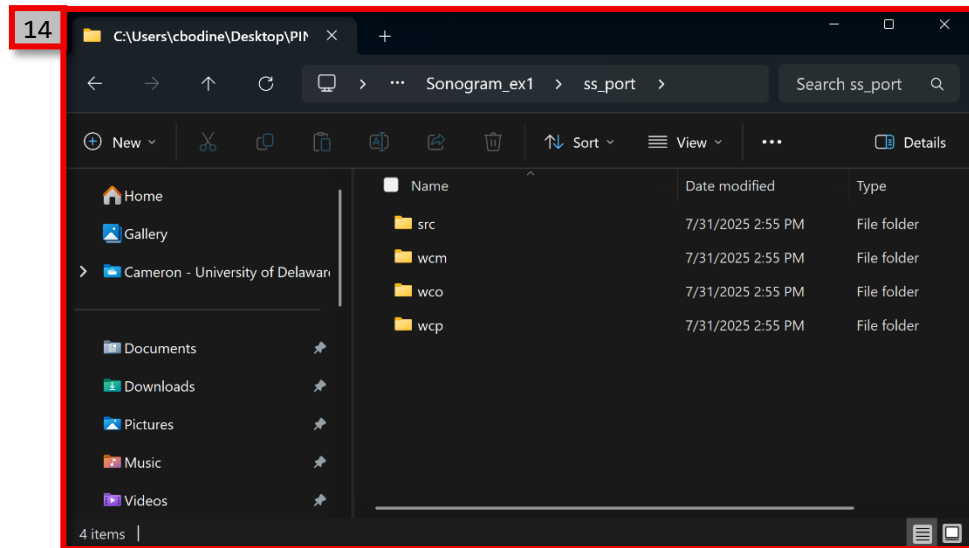 14
C:\Users\cbodine\Desktop\PIN
Sonogram_ex1 > ss_port >
Search ss_port
New
Sort
View
Details
Name Date modified Type
Home
Gallery
Cameron - University of Delaware
Documents
Downloads
Pictures
Music
Videos
src 7/31/2025 2:55 PM File folder
wcm 7/31/2025 2:55 PM File folder
wco 7/31/2025 2:55 PM File folder
wcp 7/31/2025 2:55 PM File folder
4 items